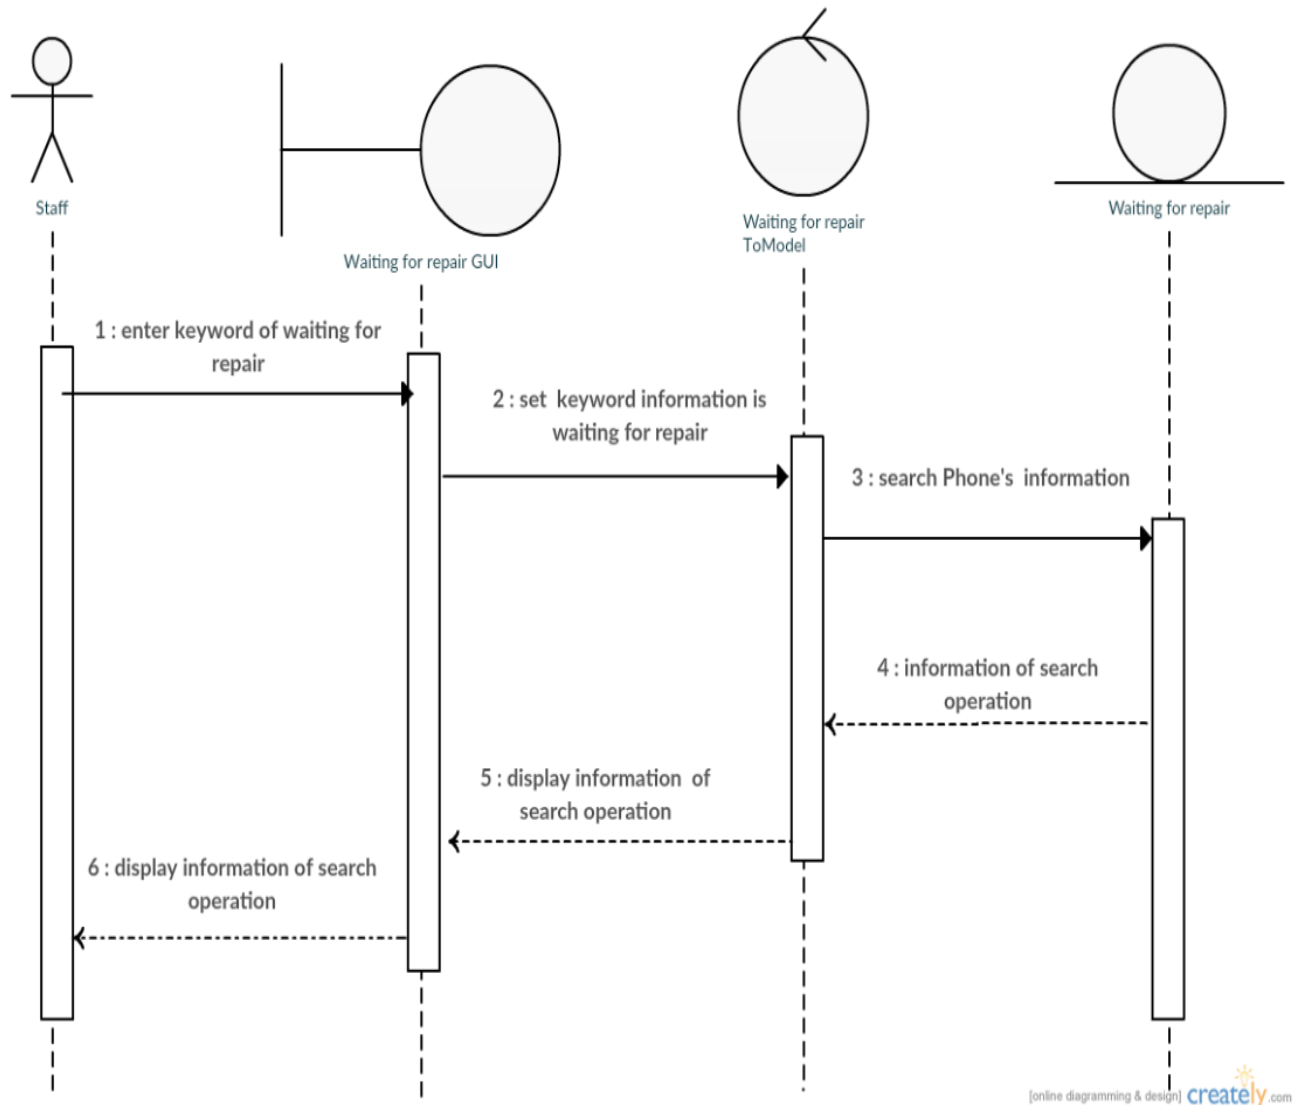 Staff
Waiting for repair GUI
Waiting for repair
ToModel
Waiting for repair
1 : enter keyword of waiting for
repair
2 : set  keyword information is
waiting for repair
3 : search Phone's  information
4 : information of search
operation
5 : display information  of
search operation
6 : display information of search
operation
[online diagramming & design] creately.com